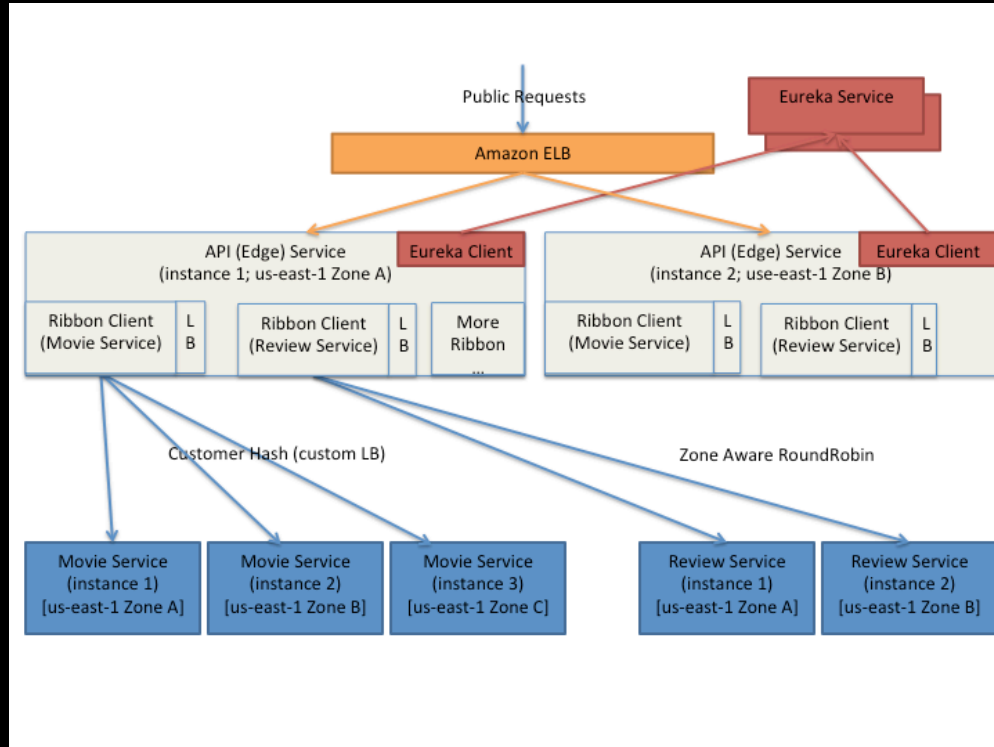 Public Requests
Eureka Service
Amazon ELB
API (Edge) Service
(instance 1; us-east-1 Zone A)
Eureka Client
API (Edge) Service
(instance 2; use-east-1 Zone B)
Eureka Client
Ribbon Client
(Movie Service)
L
B
Ribbon Client
(Review Service)
L
B
More
Ribbon
...
Ribbon Client
(Movie Service)
L
B
Ribbon Client
(Review Service)
L
B
Customer Hash (custom LB)
Zone Aware RoundRobin
Movie Service
(instance 1)
[us-east-1 Zone A]
Movie Service
(instance 2)
[us-east-1 Zone B]
Movie Service
(instance 3)
[us-east-1 Zone C]
Review Service
(instance 1)
[us-east-1 Zone A]
Review Service
(instance 2)
[us-east-1 Zone B]